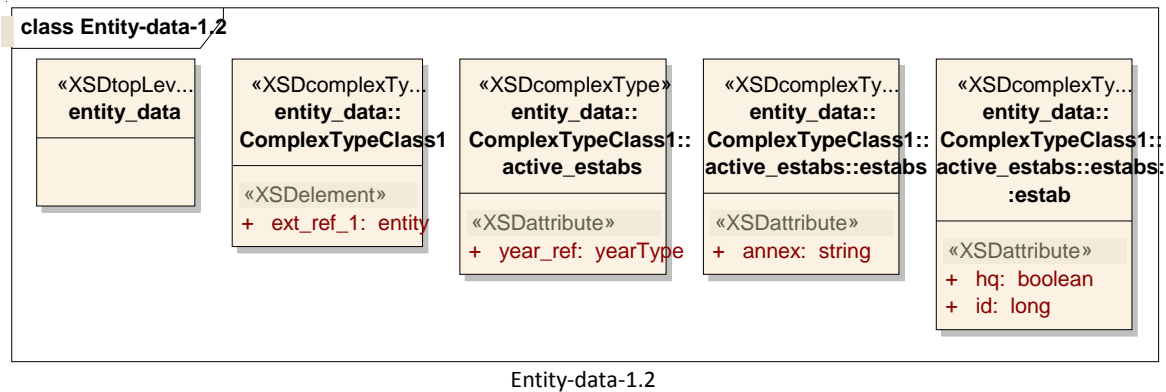 class Entity-data-1.2
«XSDtopLev...
entity_data
«XSDcomplexTy...
entity_data::
ComplexTypeClass1
«XSDelement»
+ ext_ref_1: entity
«XSDcomplexType»
entity_data::
ComplexTypeClass1::
active_estabs
«XSDattribute»
+ year_ref: yearType
«XSDcomplexTy...
entity_data::
ComplexTypeClass1::
active_estabs::estabs
«XSDattribute»
+ annex: string
«XSDcomplexTy...
entity_data::
ComplexTypeClass1::
active_estabs::estabs:
:estab
«XSDattribute»
+ hq: boolean
+ id: long
Entity-data-1.2